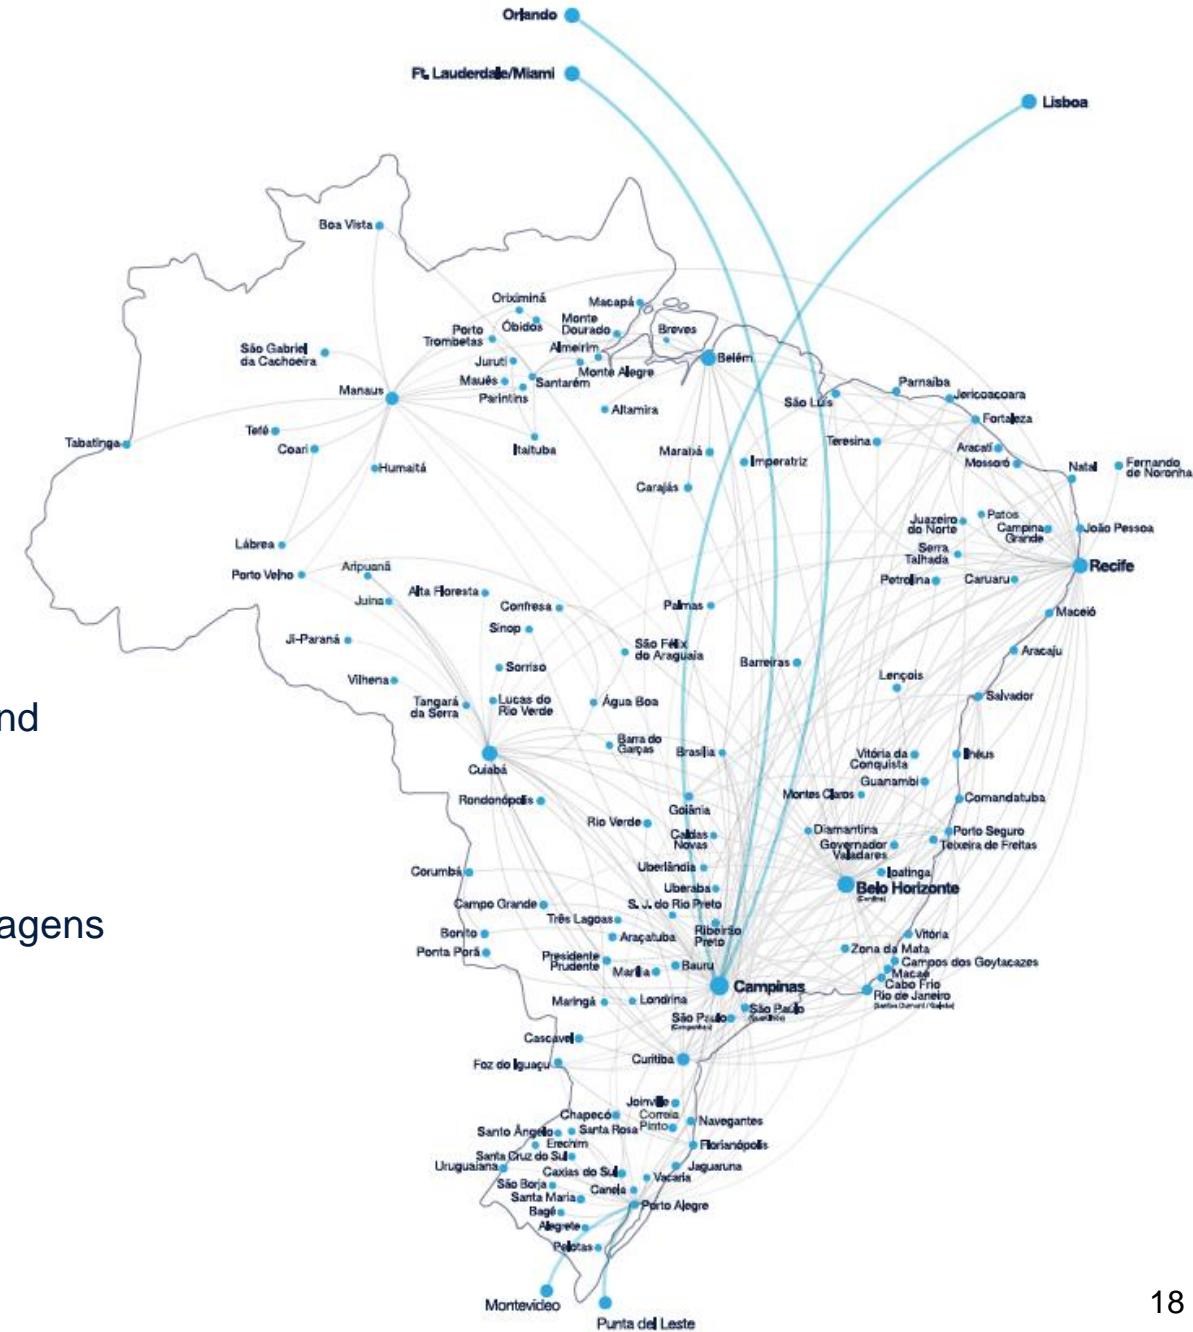 Orlando
Ft. Lauderdale/Miami
Lisboa
Boa Vista
Oriximiná
Macapá
Óbidos
Monte
Dourado
Porto
Trombetas
Breves
São Gabriel
da Cachoeira
Almeirim
Belém
Juruti
Monte Alegre
Maués
Santarém
Manaus
Parintins
Parnaíba
Jericoacoara
São Luís
Altamira
Fortaleza
Tefé
Tabatinga
Coari
Itaituba
Marabá
Imperatriz
Teresina
Aracati
Mossoró
Humaitá
Natal
Fernando
de Noronha
Carajás
Juazeiro
do Norte
Patos
Campina
Grande
João Pessoa
Lábrea
Serra
Talhada
Recife
Porto Velho
Aripuanã
Petrolina
Caruaru
Juína
Alta Floresta
Confresa
Palmas
Maceió
Sinop
Ji-Paraná
São Félix
do Araguaia
Barreiras
Aracaju
Sorriso
Vilhena
Lençois
Salvador
Tangará
da Serra
Lucas do
Rio Verde
Água Boa
nd
Barra do
Garças
Brasília
Vitória da
Conquista
Ilhéus
Cuiabá
Guanambi
Rondonópolis
Goiânia
Montes Claros
Comandatuba
Rio Verde
Caldas
Novas
Diamantina
Porto Seguro
Governador
Valadares
Teixeira de Freitas
Corumbá
Uberlândia
Ipatinga
Uberaba
Belo Horizonte
(Confins)
Campo Grande
S. J. do Rio Preto
Três Lagoas
agens
Bonito
Araçatuba
Ribeirão
Preto
Vitória
Ponta Porã
Zona da Mata
Presidente
Prudente
Marília
Bauru
Campos dos Goytacazes
Macaé
Cabo Frio
Campinas
Rio de Janeiro
Maringá
Londrina
São Paulo
(Congonhas)
São Paulo
(Guarulhos)
Cascavel
Foz do Iguaçu
Curitiba
Joinville
Chapecó
Correia
Pinto
Navegantes
Santo Ângelo
Santa Rosa
Erechim
Florianópolis
Santa Cruz do Sul
Uruguaiana
Caxias do Sul
Jaguaruna
Vacaria
São Borja
Canela
Santa Maria
Porto Alegre
Bagé
Alegrete
Pelotas
Montevideo
Punta del Leste
18